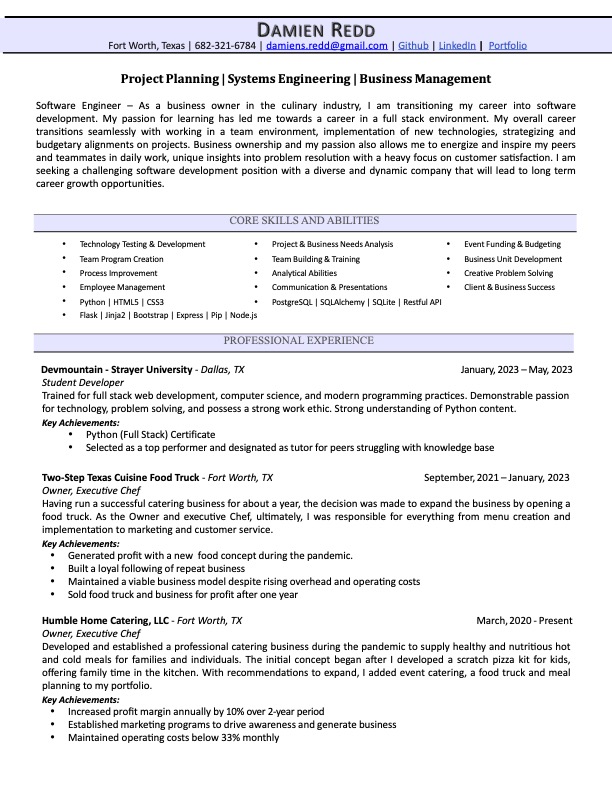 Damien Redd
Fort Worth, Texas | 682-321-6784 | damiens.redd@gmail.com | Github | LinkedIn | Portfolio
Project Planning | Systems Engineering | Business Management
Software Engineer – As a business owner in the culinary industry, I am transitioning my career into software
development. My passion for learning has led me towards a career in a full stack environment. My overall career
transitions seamlessly with working in a team environment, implementation of new technologies, strategizing and
budgetary alignments on projects. Business ownership and my passion also allows me to energize and inspire my peers
and teammates in daily work, unique insights into problem resolution with a heavy focus on customer satisfaction. I am
seeking a challenging software development position with a diverse and dynamic company that will lead to long term
career growth opportunities.
CORE SKILLS AND ABILITIES
• Technology Testing & Development • Project & Business Needs Analysis • Event Funding & Budgeting
• Team Program Creation • Team Building & Training • Business Unit Development
• Process Improvement • Analytical Abilities • Creative Problem Solving
• Employee Management • Communication & Presentations • Client & Business Success
• Python | HTML5 | CSS3 • PostgreSQL | SQLAlchemy | SQLite | Restful API
• Flask | Jinja2 | Bootstrap | Express | Pip | Node.js
PROFESSIONAL EXPERIENCE
Devmountain - Strayer University - Dallas, TX January, 2023 – May, 2023
Student Developer
Trained for full stack web development, computer science, and modern programming practices. Demonstrable passion
for technology, problem solving, and possess a strong work ethic. Strong understanding of Python content.
Key Achievements:
• Python (Full Stack) Certificate
• Selected as a top performer and designated as tutor for peers struggling with knowledge base
Two-Step Texas Cuisine Food Truck - Fort Worth, TX September, 2021 – January, 2023
Owner, Executive Chef
Having run a successful catering business for about a year, the decision was made to expand the business by opening a
food truck. As the Owner and executive Chef, ultimately, I was responsible for everything from menu creation and
implementation to marketing and customer service.
Key Achievements:
• Generated profit with a new food concept during the pandemic.
• Built a loyal following of repeat business
• Maintained a viable business model despite rising overhead and operating costs
• Sold food truck and business for profit after one year
Humble Home Catering, LLC - Fort Worth, TX March, 2020 - Present
Owner, Executive Chef
Developed and established a professional catering business during the pandemic to supply healthy and nutritious hot
and cold meals for families and individuals. The initial concept began after I developed a scratch pizza kit for kids,
offering family time in the kitchen. With recommendations to expand, I added event catering, a food truck and meal
planning to my portfolio.
Key Achievements:
• Increased profit margin annually by 10% over 2-year period
• Established marketing programs to drive awareness and generate business
• Maintained operating costs below 33% monthly